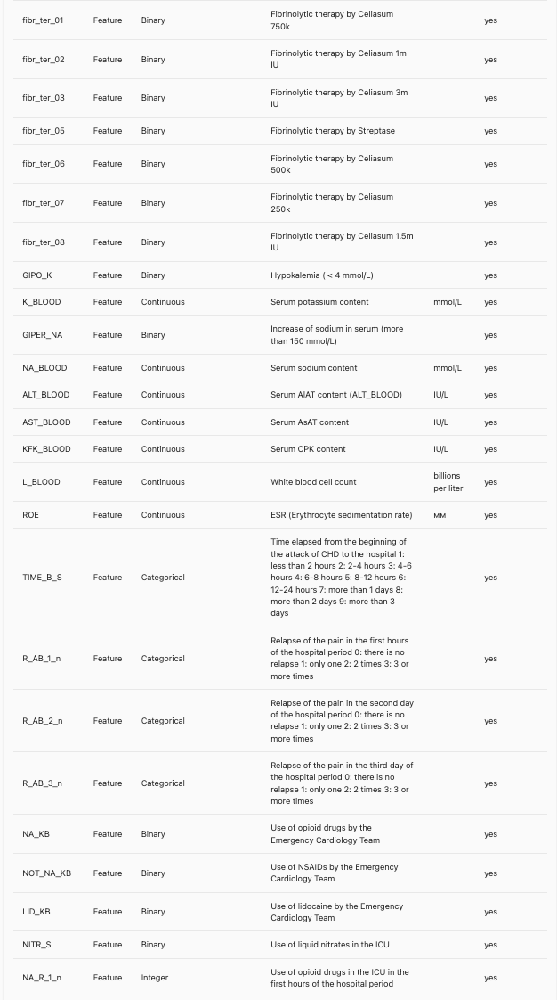 fibr_ter_01 Feature Binary Fibrinolytic therapy by Celiasum yes
750k
fibr_ter_02 Feature Binary Fibrinolytic therapy by Celiasum 1m yes
IU
fibr_ter_03 Feature Binary Fibrinolytic therapy by Celiasum 3m yes
IU
fibr_ter_05 Feature Binary Fibrinolytic therapy by Streptase yes
fibr_ter_06 Feature Binary Fibrinolytic therapy by Celiasum yes
500k
fibr_ter_07 Feature Binary Fibrinolytic therapy by Celiasum yes
250k
fibr_ter_08 Feature Binary Fibrinolytic therapy by Celiasum 1.5m yes
IU
GIPO_K Feature Binary Hypokalemia ( < 4 mmol/L) yes
K_BLOOD Feature Continuous Serum potassium content mmol/L yes
GIPER_NA Feature Binary Increase of sodium in serum (more yes
than 150 mmol/L)
NA_BLOOD Feature Continuous Serum sodium content mmol/L yes
ALT_BLOOD Feature Continuous Serum AlAT content (ALT_BLOOD) IU/L yes
AST_BLOOD Feature Continuous Serum AsAT content IU/L yes
KFK_BLOOD Feature Continuous Serum CPK content IU/L yes
L_BLOOD Feature Continuous White blood cell count billions yes
per liter
ROE Feature Continuous ESR (Erythrocyte sedimentation rate) мм yes
TIME_B_S Feature Categorical Time elapsed from the beginning of yes
the attack of CHD to the hospital 1:
less than 2 hours 2: 2-4 hours 3: 4-6
hours 4: 6-8 hours 5: 8-12 hours 6:
12-24 hours 7: more than 1 days 8:
more than 2 days 9: more than 3
days
R_AB_1_n Feature Categorical Relapse of the pain in the first hours yes
of the hospital period 0: there is no
relapse 1: only one 2: 2 times 3: 3 or
more times
R_AB_2_n Feature Categorical Relapse of the pain in the second day yes
of the hospital period 0: there is no
relapse 1: only one 2: 2 times 3: 3 or
more times
R_AB_3_n Feature Categorical Relapse of the pain in the third day of yes
the hospital period 0: there is no
relapse 1: only one 2: 2 times 3: 3 or
more times
NA_KB Feature Binary Use of opioid drugs by the yes
Emergency Cardiology Team
NOT_NA_KB Feature Binary Use of NSAIDs by the Emergency yes
Cardiology Team
LID_KB Feature Binary Use of lidocaine by the Emergency yes
Cardiology Team
NITR_S Feature Binary Use of liquid nitrates in the ICU yes
NA_R_1_n Feature Integer Use of opioid drugs in the ICU in the yes
first hours of the hospital period